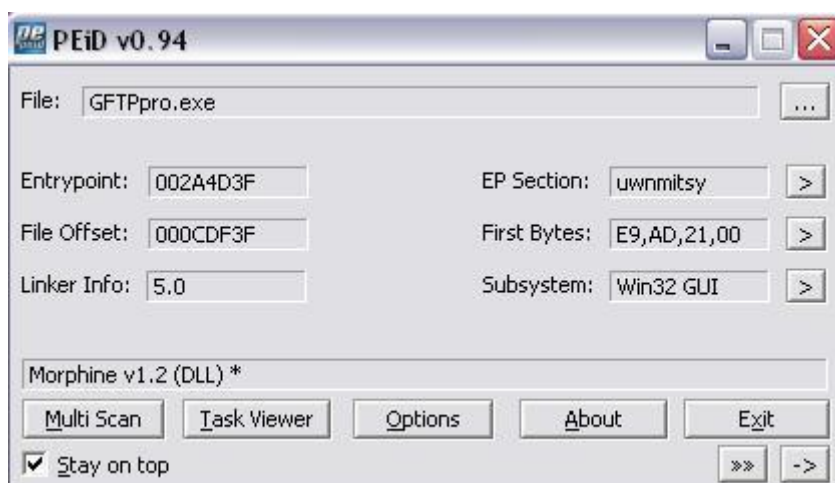 PEiD v0.94
File: GFTPpro.exe ...
Entrypoint: 002A4D3F EP Section: uwnmitsy >
File Offset: 000CDF3F First Bytes: E9,AD,21,00 >
Linker Info: 5.0 Subsystem: Win32 GUI >
Morphine v1.2 (DLL) *
Multi Scan Task Viewer Options About Exit
Stay on top »» ->